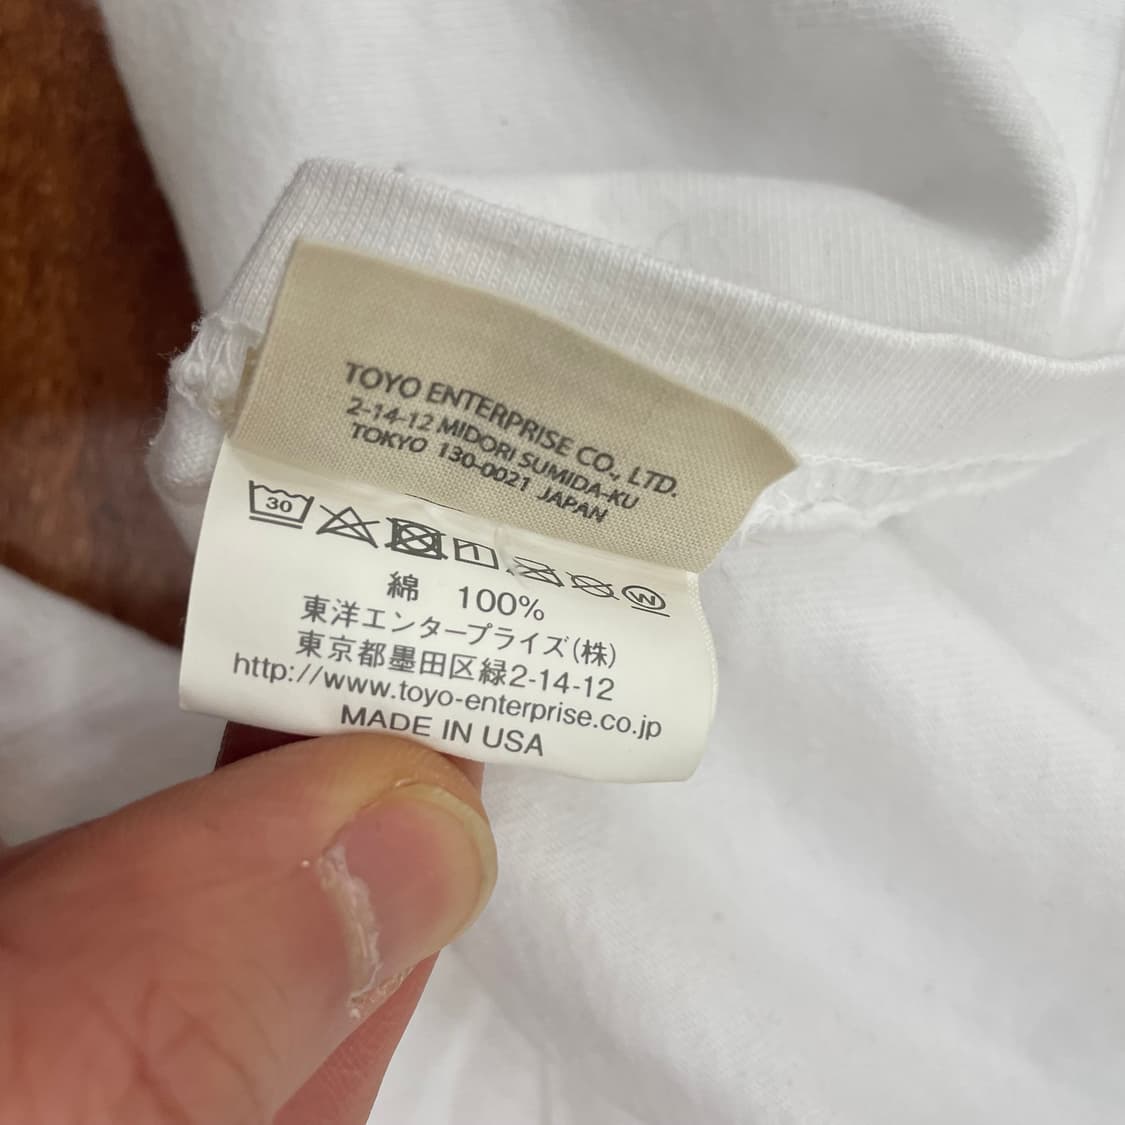 TOYO ENTERPRISE CO., LTD.
2-14-12 MIDORI SUMIDA-KU
TOKYO 130-0021 JAPAN
30
W
綿 100%
東洋エンタープライズ(株)
東京都墨田区緑2-14-12
http://www.toyo-enterprise.co.jp
MADE IN USA